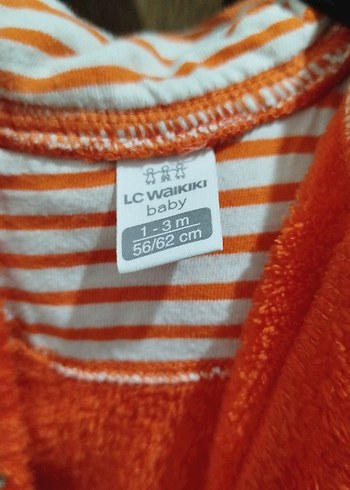 LC WAIKIKI
baby
1 - 3 m
56/62 cm